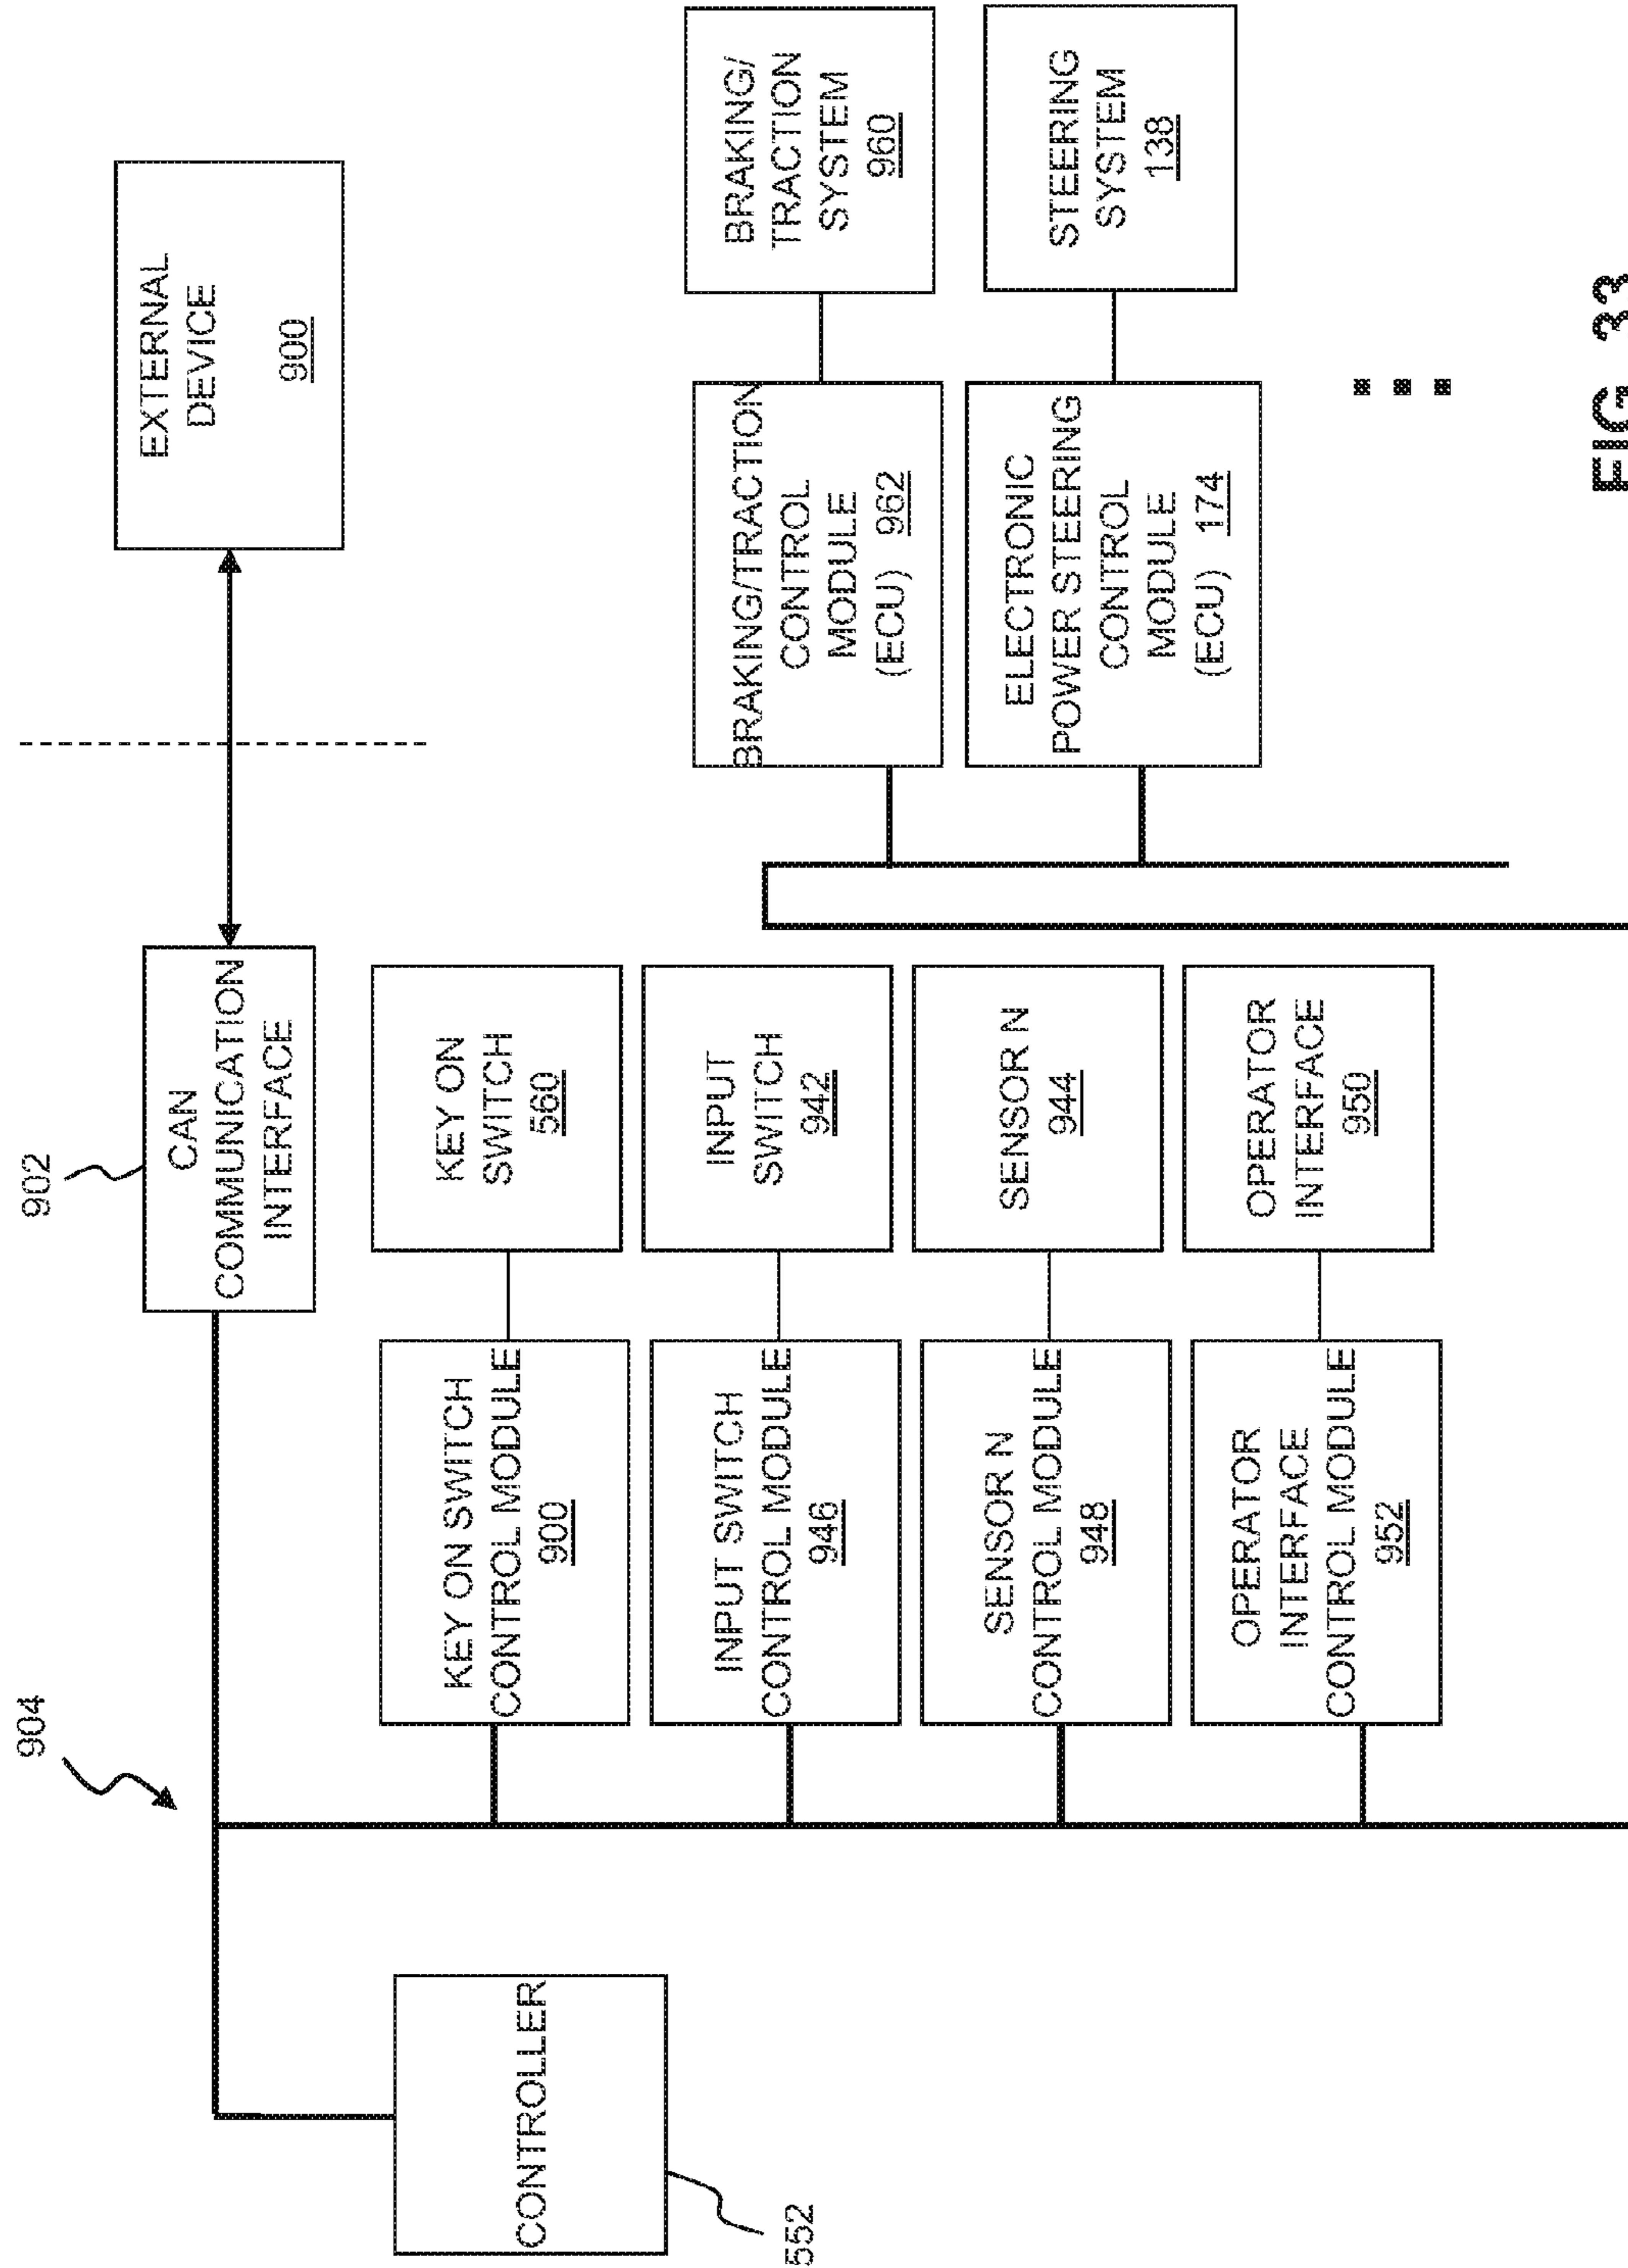 904
902
CAN
COMMUNICATION
INTERFACE
EXTERNAL
DEVICE
900
CONTROLLER
552
KEY ON SWITCH
CONTROL MODULE
900
KEY ON
SWITCH
560
INPUT SWITCH
CONTROL MODULE
946
INPUT
SWITCH
942
SENSOR N
CONTROL MODULE
948
SENSOR N
944
OPERATOR
INTERFACE
CONTROL MODULE
952
OPERATOR
INTERFACE
950
BRAKING/TRACTION
CONTROL
MODULE
(ECU) 962
BRAKING/
TRACTION
SYSTEM
960
ELECTRONIC
POWER STEERING
CONTROL
MODULE
(ECU) 174
STEERING
SYSTEM
138
FIG. 33